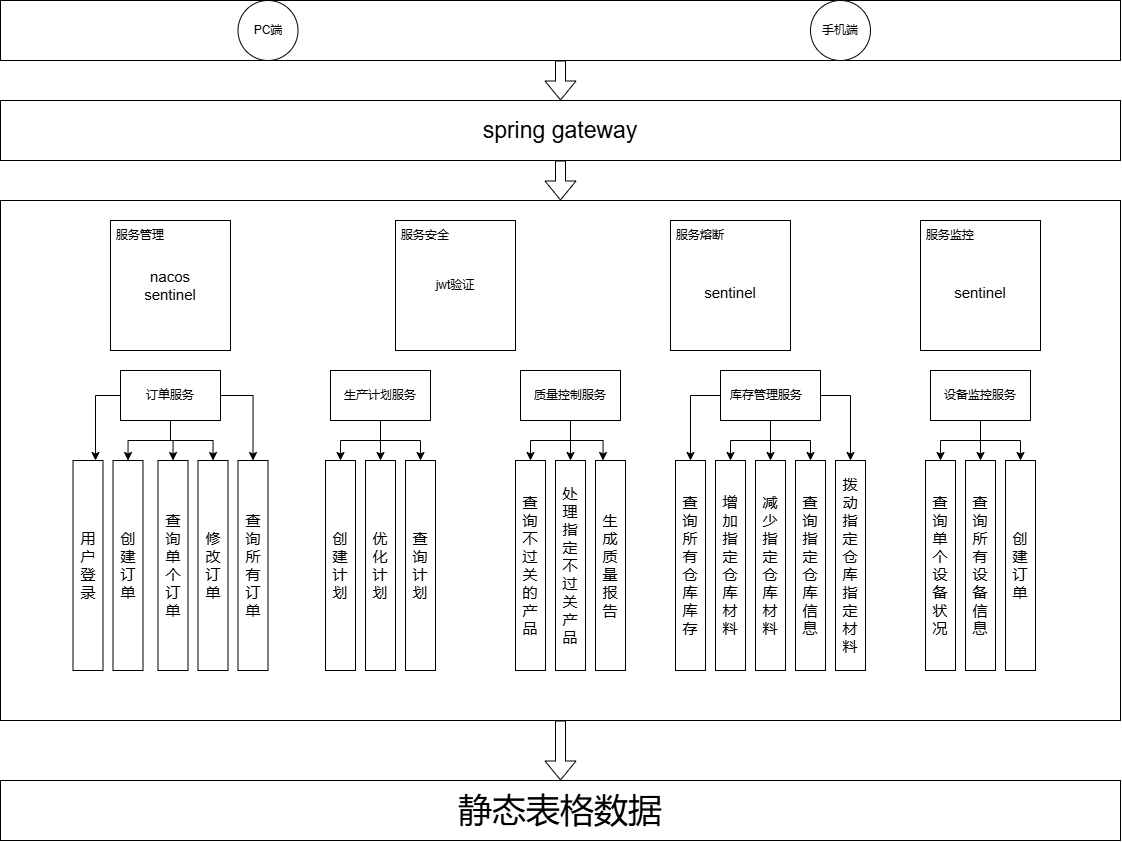 PC端
手机端
spring gateway
服务管理
nacos
sentinel
服务安全
jwt验证
服务熔断
sentinel
服务监控
sentinel
订单服务
生产计划服务
质量控制服务
库存管理服务
设备监控服务
用户登录
创建订单
查询单个订单
修改订单
查询所有订单
创建计划
优化计划
查询计划
查询不过关的产品
处理指定不过关产品
生成质量报告
查询所有仓库库存
增加指定仓库材料
减少指定仓库材料
查询指定仓库信息
拨动指定仓库指定材料
查询单个设备状况
查询所有设备信息
创建订单
静态表格数据